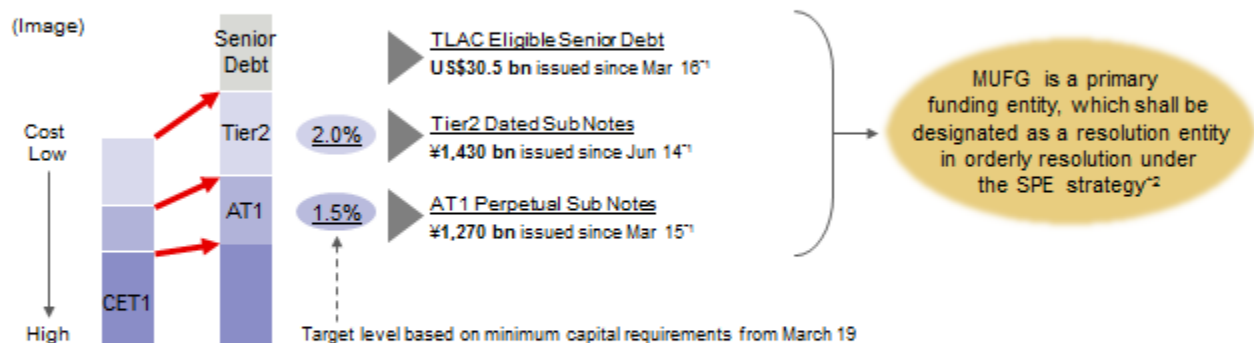 (Image)
Cost
Low
High
CET1
Senior
Debt
Tier2
AT1
2.0%
1.5%
TLAC Eligible Senior Debt
US$30.5 bn issued since Mar 16*1
Tier2 Dated Sub Notes
¥1,430 bn issued since Jun 14*1
AT1 Perpetual Sub Notes
¥1,270 bn issued since Mar 15*1
Target level based on minimum capital requirements from March 19
MUFG is a primary
funding entity, which shall be
designated as a resolution entity
in orderly resolution under
the SPE strategy*2